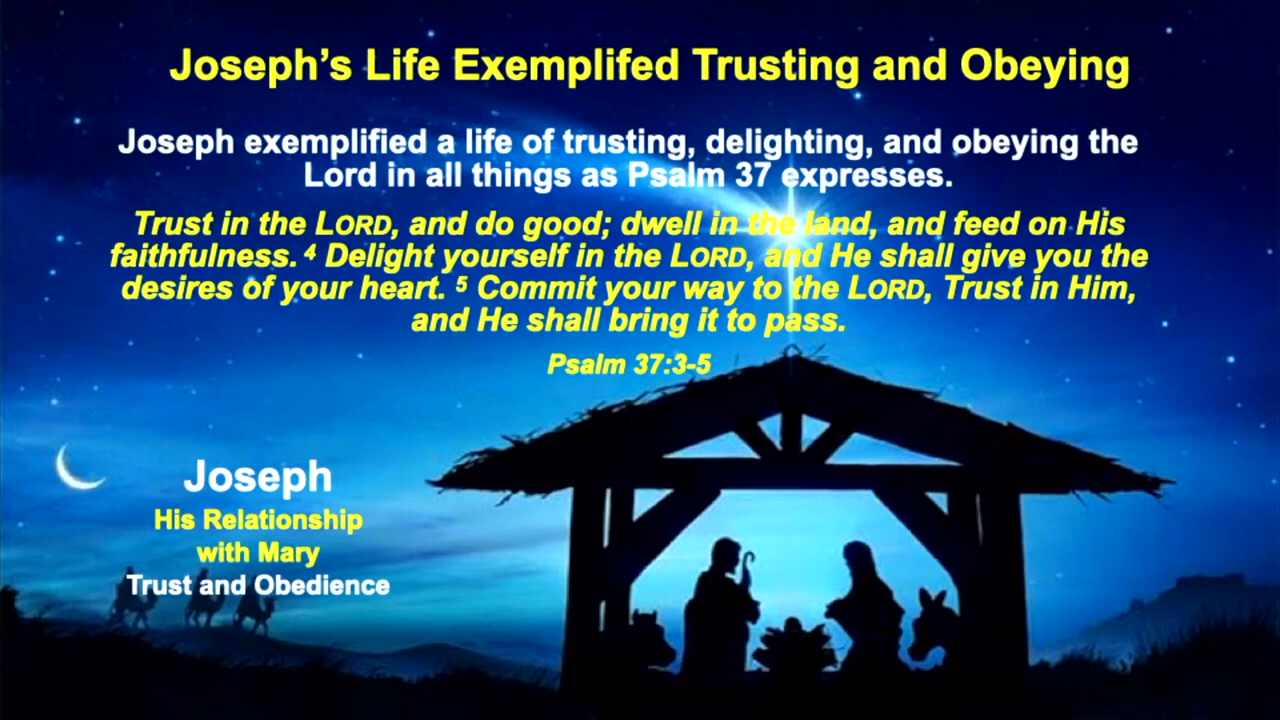 Joseph’s Life Exemplifed Trusting and Obeying
Joseph exemplified a life of trusting, delighting, and obeying the
Lord in all things as Psalm 37 expresses.
Trust in the LORD, and do good; dwell in the land, and feed on His
faithfulness. ⁴ Delight yourself in the LORD, and He shall give you the
desires of your heart. ⁵ Commit your way to the LORD, Trust in Him,
and He shall bring it to pass.
Psalm 37:3-5
Joseph
His Relationship
with Mary
Trust and Obedience